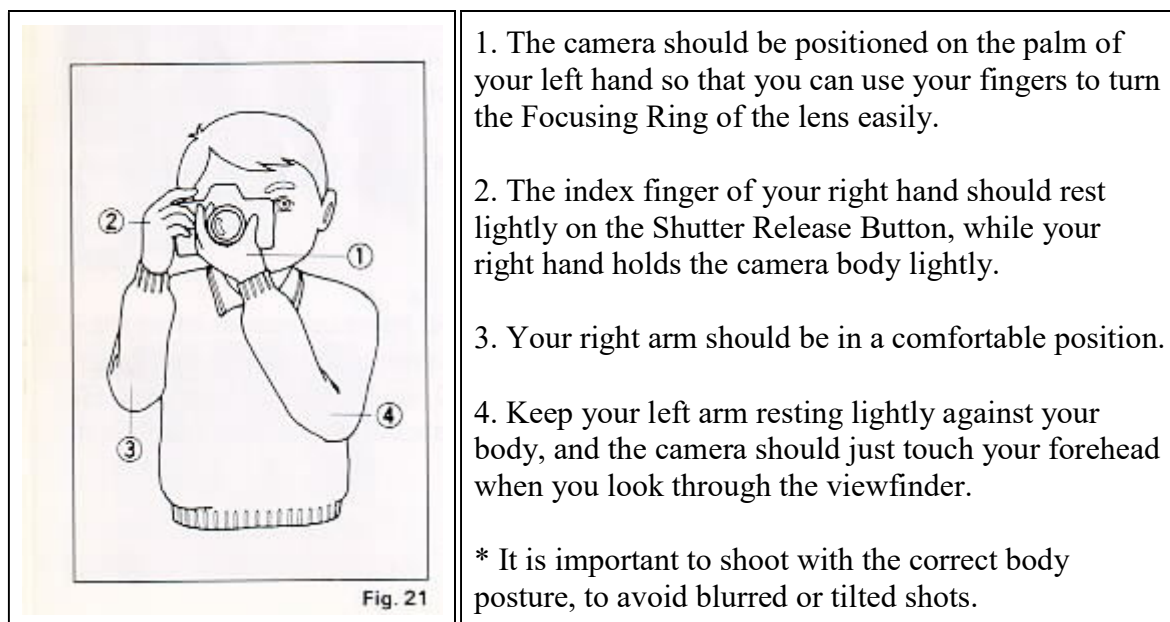 ②
①
④
③
Fig. 21
1. The camera should be positioned on the palm of
your left hand so that you can use your fingers to turn
the Focusing Ring of the lens easily.
2. The index finger of your right hand should rest
lightly on the Shutter Release Button, while your
right hand holds the camera body lightly.
3. Your right arm should be in a comfortable position.
4. Keep your left arm resting lightly against your
body, and the camera should just touch your forehead
when you look through the viewfinder.
* It is important to shoot with the correct body
posture, to avoid blurred or tilted shots.